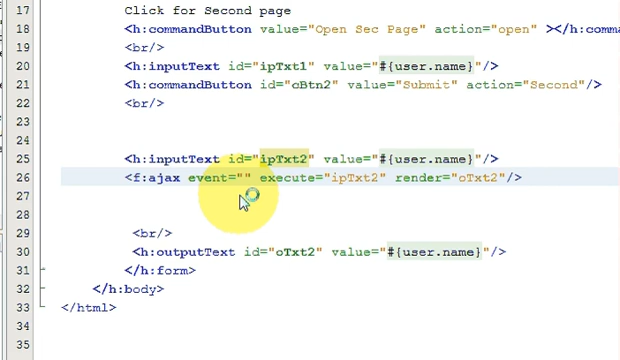 17 Click for Second page
18 <h:commandButton value="Open Sec Page" action="open" ></h:comma
19 <br/>
20 <h:inputText id="ipTxt1" value="#{user.name}"/>
21 <h:commandButton id="cBtn2" value="Submit" action="Second"/>
22 <br/>
23
24
25 <h:inputText id="ipTxt2" value="#{user.name}"/>
26 <f:ajax event="" execute="ipTxt2" render="oTxt2"/>
27
28
29 <br/>
30 <h:outputText id="oTxt2" value="#{user.name}"/>
31 </h:form>
32 </h:body>
33 </html>
34
35